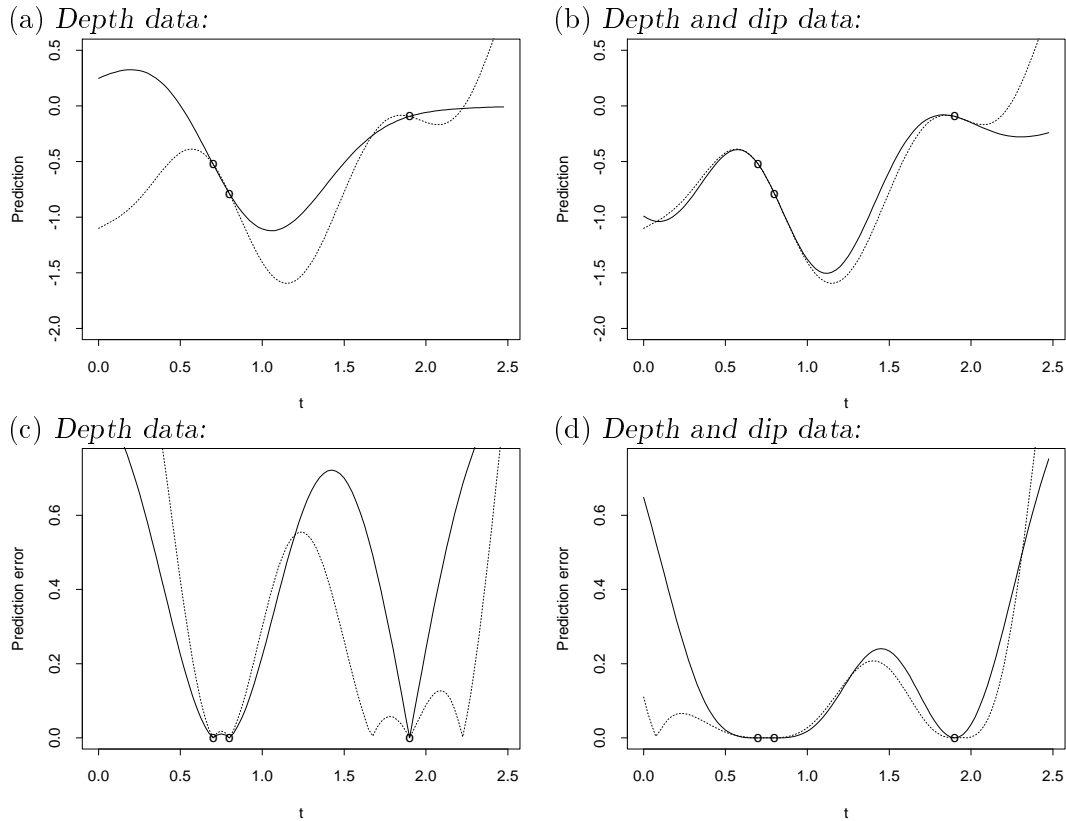 (a) Depth data:
Prediction
0.5
0.0
-0.5
-1.0
-1.5
-2.0
0.0 0.5 1.0 1.5 2.0 2.5
t
(b) Depth and dip data:
Prediction
0.5
0.0
-0.5
-1.0
-1.5
-2.0
0.0 0.5 1.0 1.5 2.0 2.5
t
(c) Depth data:
Prediction error
0.6
0.4
0.2
0.0
0.0 0.5 1.0 1.5 2.0 2.5
t
(d) Depth and dip data:
Prediction error
0.6
0.4
0.2
0.0
0.0 0.5 1.0 1.5 2.0 2.5
t